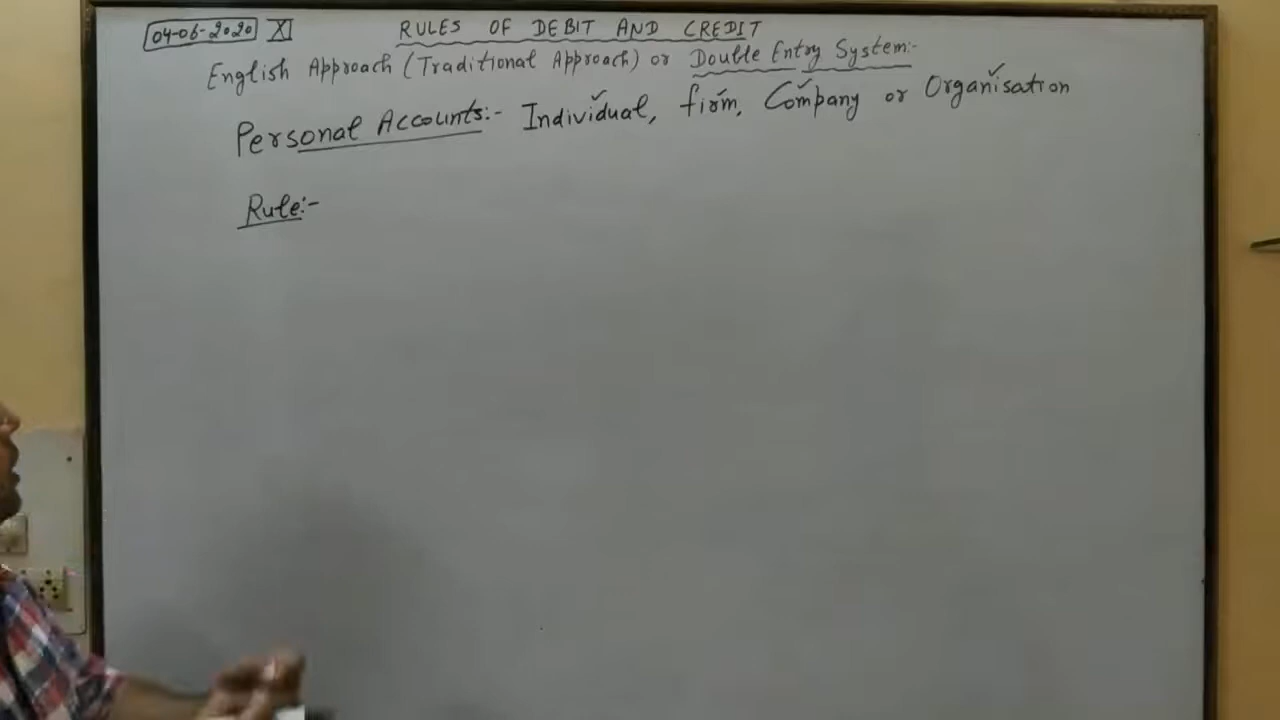 04-06-2020 XI RULES OF DEBIT AND CREDIT
English Approach (Traditional Approach) or Double Entry System:-
Personal Accounts:- Individual, firm, Company or Organisation
Rule:-